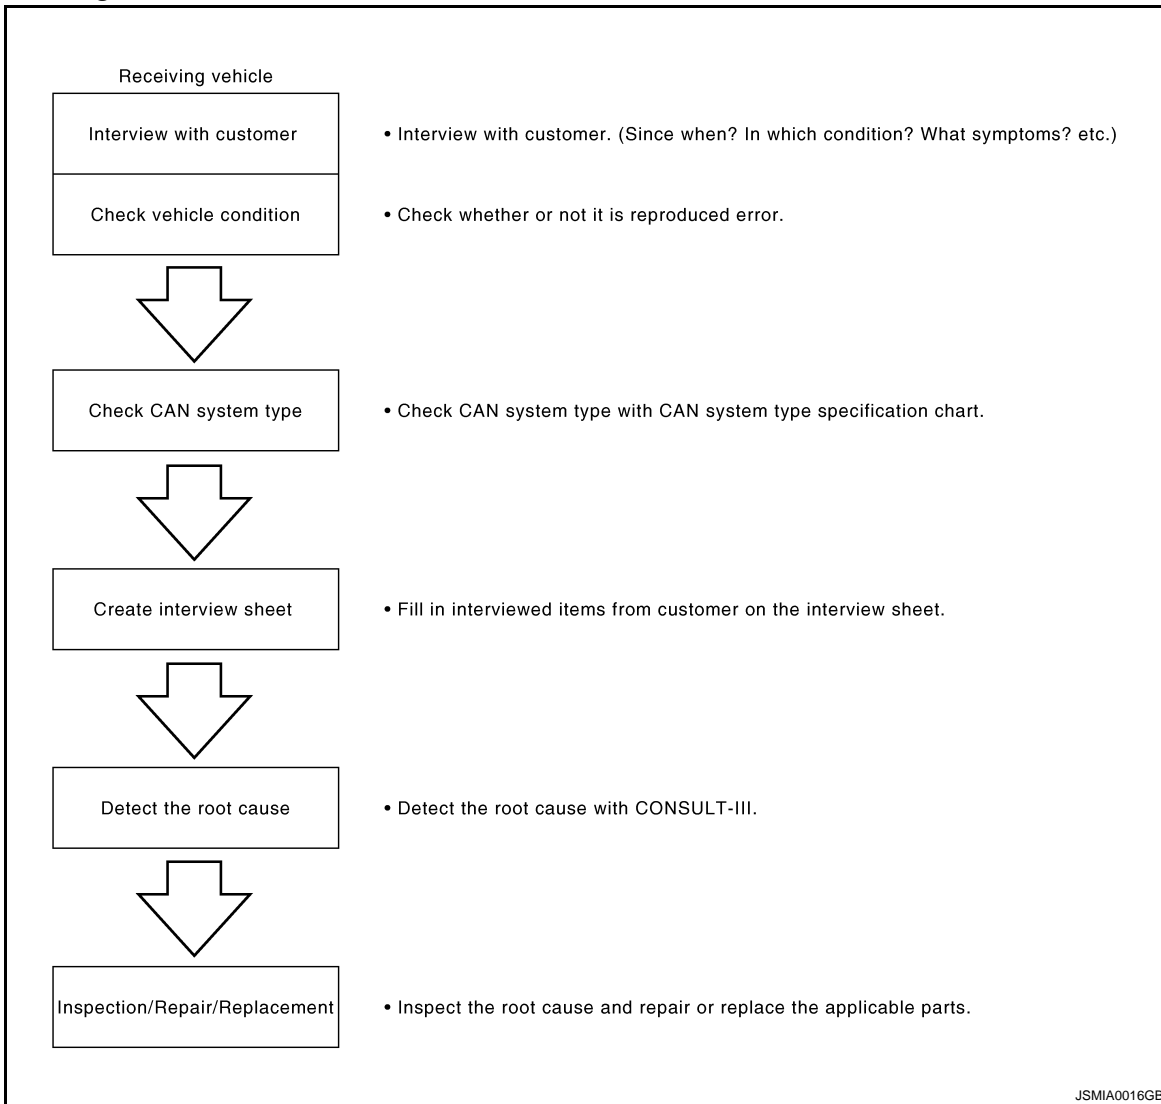 Receiving vehicle
Interview with customer
• Interview with customer. (Since when? In which condition? What symptoms? etc.)
Check vehicle condition
• Check whether or not it is reproduced error.
Check CAN system type
• Check CAN system type with CAN system type specification chart.
Create interview sheet
• Fill in interviewed items from customer on the interview sheet.
Detect the root cause
• Detect the root cause with CONSULT-III.
Inspection/Repair/Replacement
• Inspect the root cause and repair or replace the applicable parts.
JSMIA0016GB